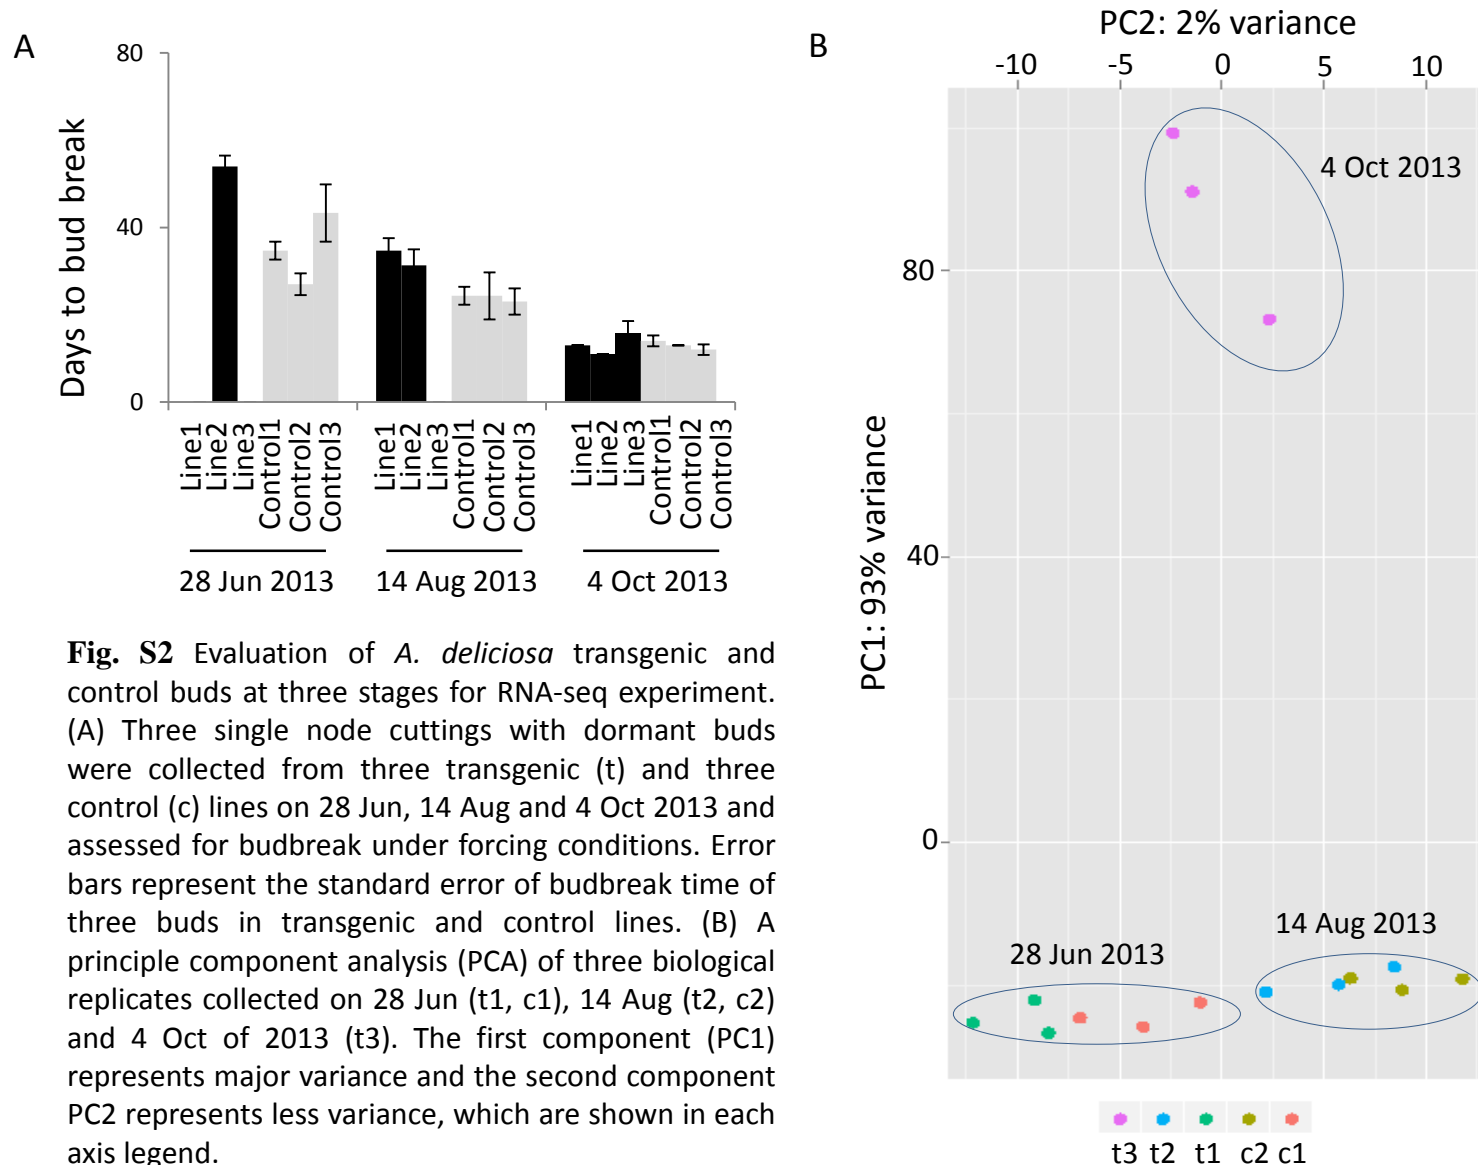 A
80
40
0
Days to bud break
Line1
Line2
Line3
Control1
Control2
Control3
Line1
Line2
Line3
Control1
Control2
Control3
Line1
Line2
Line3
Control1
Control2
Control3
28 Jun 2013
14 Aug 2013
4 Oct 2013
Fig. S2 Evaluation of A. deliciosa transgenic and
control buds at three stages for RNA-seq experiment.
(A) Three single node cuttings with dormant buds
were collected from three transgenic (t) and three
control (c) lines on 28 Jun, 14 Aug and 4 Oct 2013 and
assessed for budbreak under forcing conditions. Error
bars represent the standard error of budbreak time of
three buds in transgenic and control lines. (B) A
principle component analysis (PCA) of three biological
replicates collected on 28 Jun (t1, c1), 14 Aug (t2, c2)
and 4 Oct of 2013 (t3). The first component (PC1)
represents major variance and the second component
PC2 represents less variance, which are shown in each
axis legend.
B
PC2: 2% variance
-10 -5 0 5 10
4 Oct 2013
80
40
0
PC1: 93% variance
28 Jun 2013
14 Aug 2013
t3 t2 t1 c2 c1